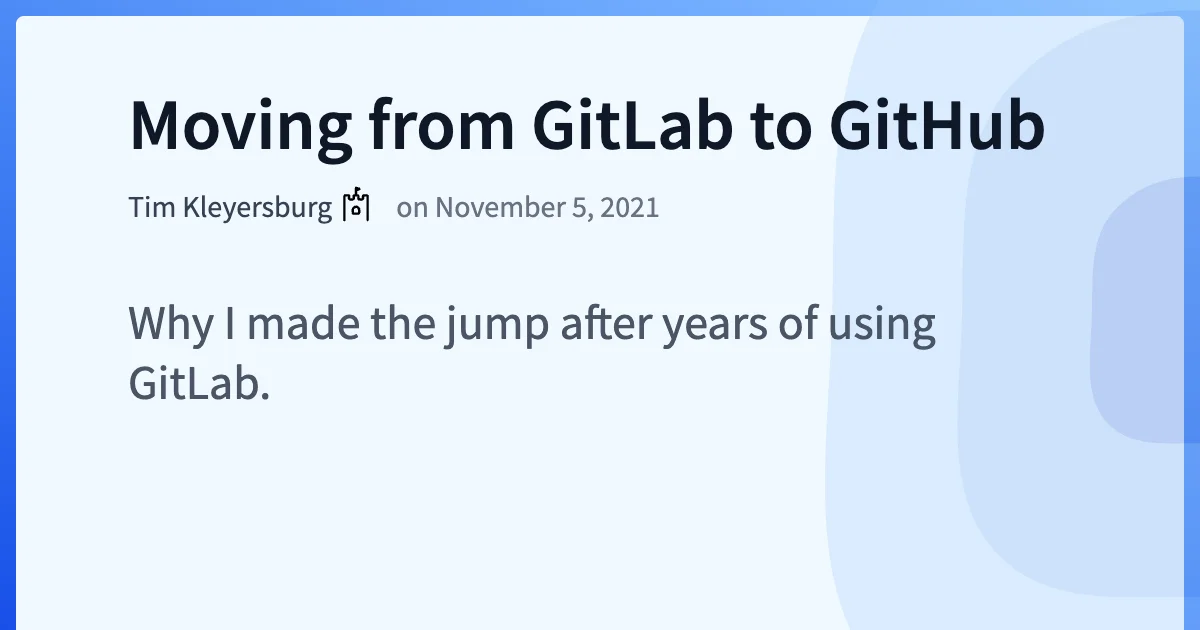 Moving from GitLab to GitHub
Tim Kleyersburg on November 5, 2021
Why I made the jump after years of using
GitLab.